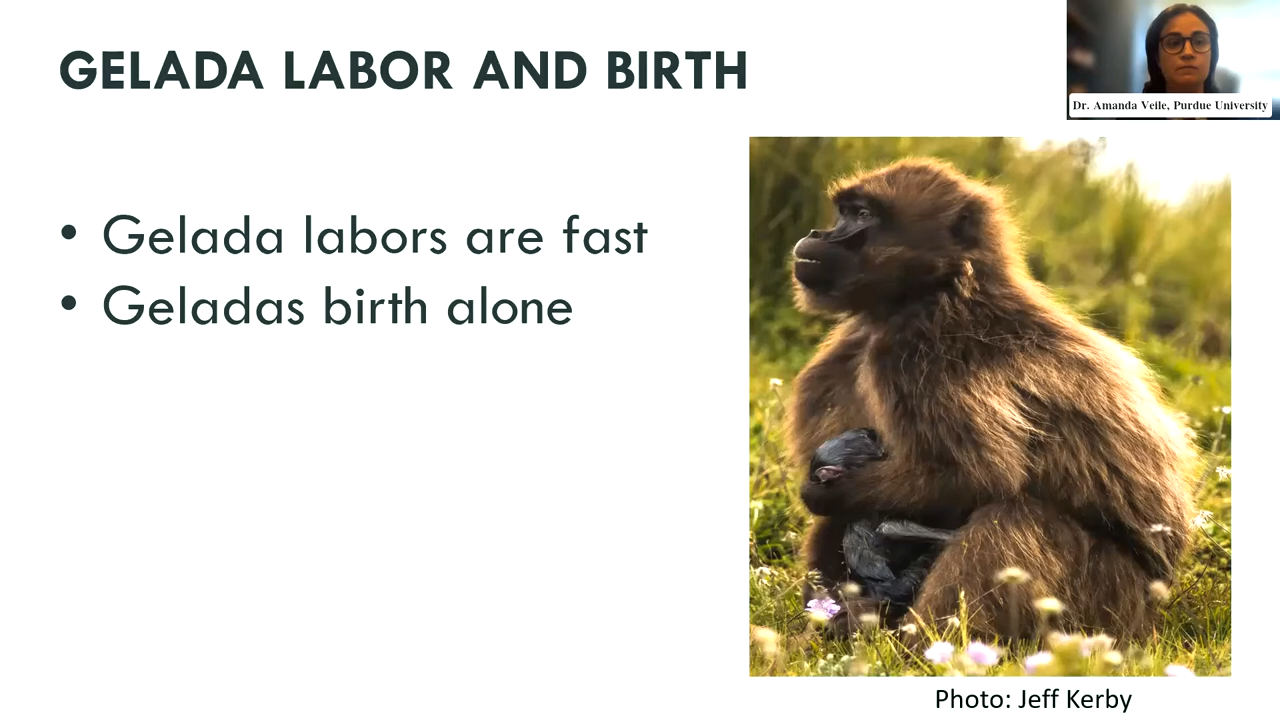 GELADA LABOR AND BIRTH
Dr. Amanda Veile, Purdue University
• Gelada labors are fast
• Geladas birth alone
Photo: Jeff Kerby